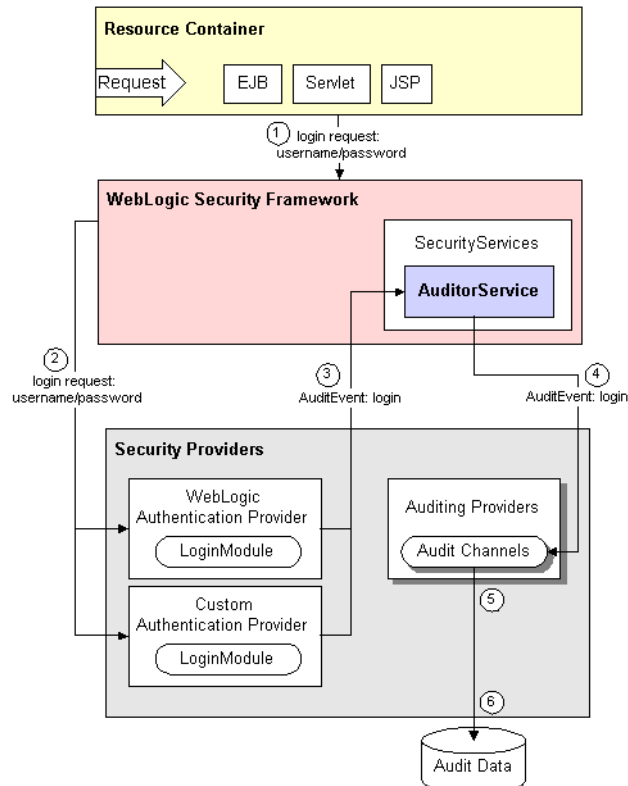 Resource Container
Request
EJB
Servlet
JSP
1
login request:
username/password
WebLogic Security Framework
SecurityServices
AuditorService
2
login request:
username/password
3
AuditEvent: login
4
AuditEvent: login
Security Providers
WebLogic
Authentication Provider
LoginModule
Auditing Providers
Audit Channels
5
Custom
Authentication Provider
LoginModule
6
Audit Data